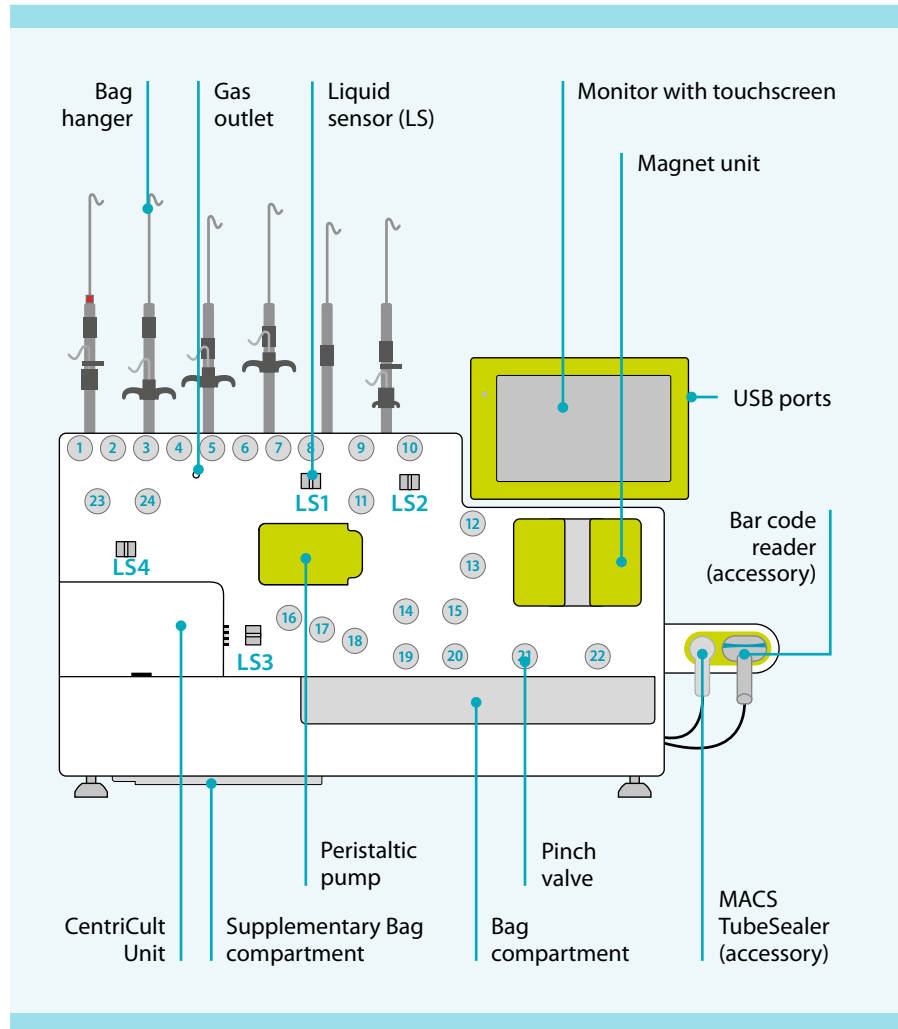 Bag
hanger
Gas
outlet
Liquid
sensor (LS)
Monitor with touchscreen
Magnet unit
USB ports
1 2 3 4 5 6 7 8 9 10
23 24 LS1 11 LS2
12
Bar code
reader
(accessory)
LS4
13
14 15
16
17
18
LS3
19 20 21 22
Peristaltic
pump
Pinch
valve
CentriCult
Unit
Supplementary Bag
compartment
Bag
compartment
MACS
TubeSealer
(accessory)